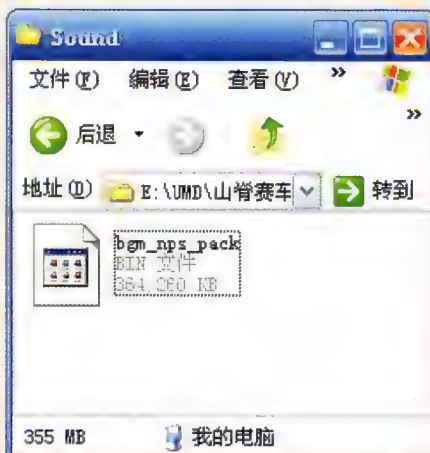 Sound
文件(F) 编辑(E) 查看(V) »
»
后退
地址(D) E:\UMD\山脊赛车 转到
bgm_nps_pack
BIN 文件
364,260 KB
355 MB 我的电脑